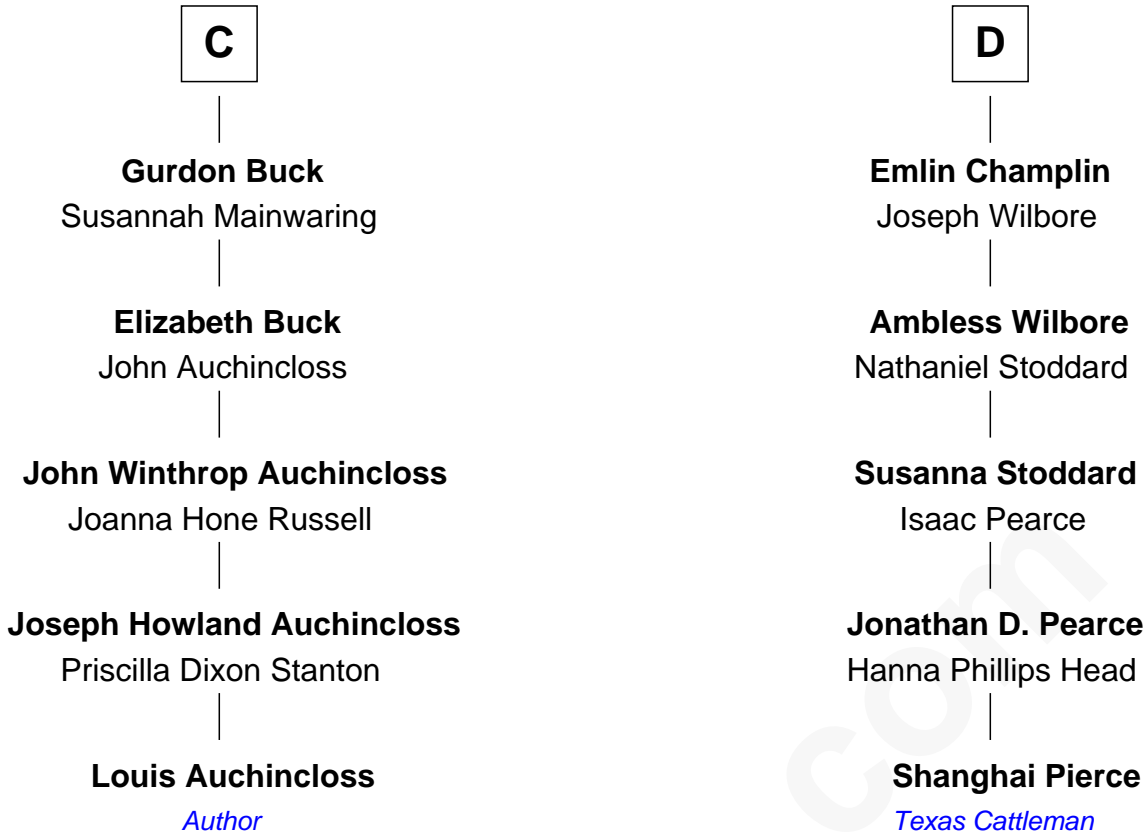 C
Gurdon Buck
Susannah Mainwaring
Elizabeth Buck
John Auchincloss
John Winthrop Auchincloss
Joanna Hone Russell
Joseph Howland Auchincloss
Priscilla Dixon Stanton
Louis Auchincloss
Author
D
Emlin Champlin
Joseph Wilbore
Ambless Wilbore
Nathaniel Stoddard
Susanna Stoddard
Isaac Pearce
Jonathan D. Pearce
Hanna Phillips Head
Shanghai Pierce
Texas Cattleman
com